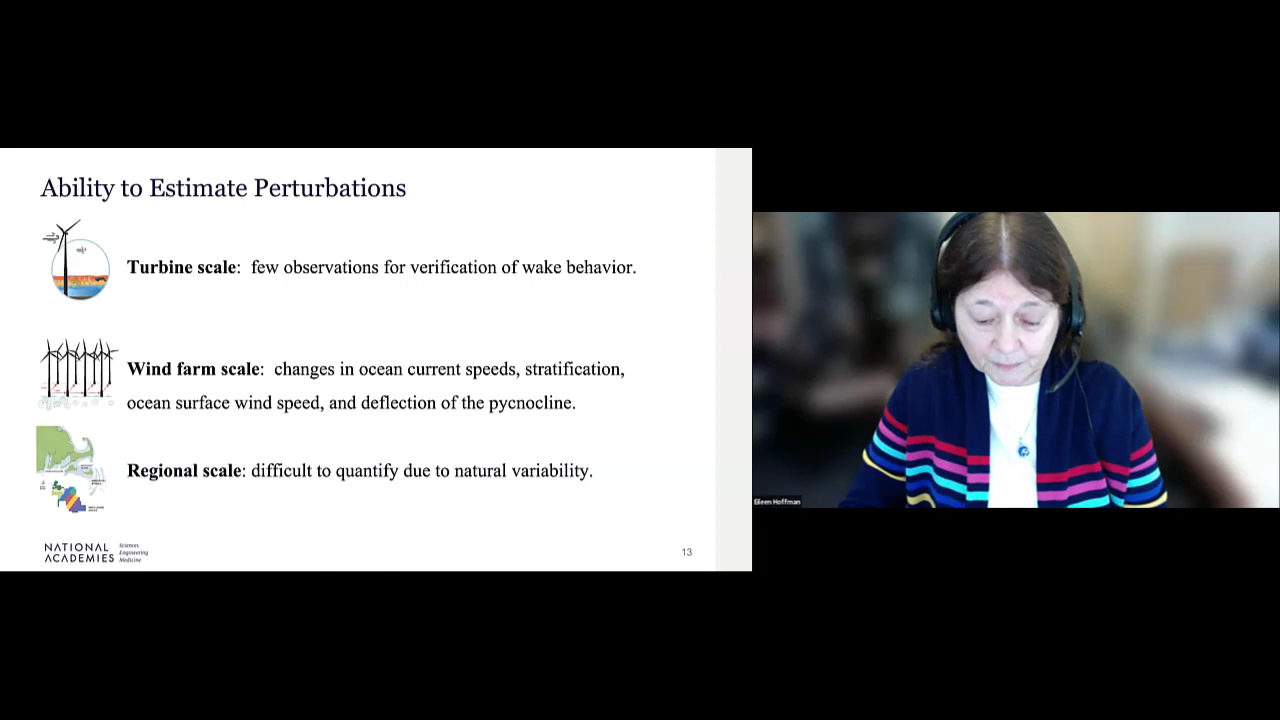 Ability to Estimate Perturbations
Turbine scale: few observations for verification of wake behavior.
Wind farm scale: changes in ocean current speeds, stratification,
ocean surface wind speed, and deflection of the pycnocline.
Regional scale: difficult to quantify due to natural variability.
NATIONAL
ACADEMIES
Sciences
Engineering
Medicine
13
Eileen Hoffman